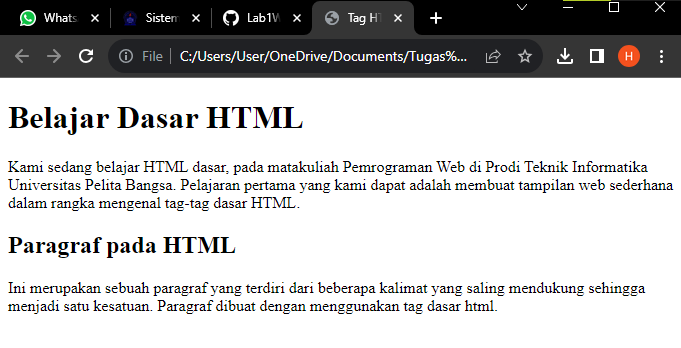 Whats
Sistem
Lab1W
Tag HT
File
C:/Users/User/OneDrive/Documents/Tugas%...
H
Belajar Dasar HTML
Kami sedang belajar HTML dasar, pada matakuliah Pemrograman Web di Prodi Teknik Informatika
Universitas Pelita Bangsa. Pelajaran pertama yang kami dapat adalah membuat tampilan web sederhana
dalam rangka mengenal tag-tag dasar HTML.
Paragraf pada HTML
Ini merupakan sebuah paragraf yang terdiri dari beberapa kalimat yang saling mendukung sehingga
menjadi satu kesatuan. Paragraf dibuat dengan menggunakan tag dasar html.